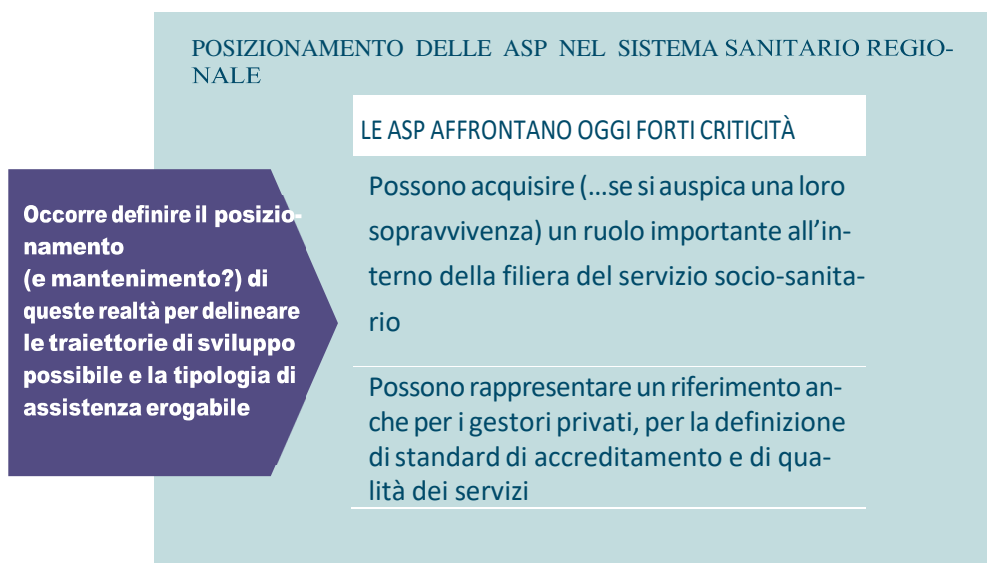 POSIZIONAMENTO DELLE ASP NEL SISTEMA SANITARIO REGIO-
NALE
LE ASP AFFRONTANO OGGI FORTI CRITICITÀ
Occorre definire il posizio-
namento
(e mantenimento?) di
queste realtà per delineare
le traiettorie di sviluppo
possibile e la tipologia di
assistenza erogabile
Possono acquisire (...se si auspica una loro
sopravvivenza) un ruolo importante all'in-
terno della filiera del servizio socio-sanita-
rio
Possono rappresentare un riferimento an-
che per i gestori privati, per la definizione
di standard di accreditamento e di qua-
lità dei servizi